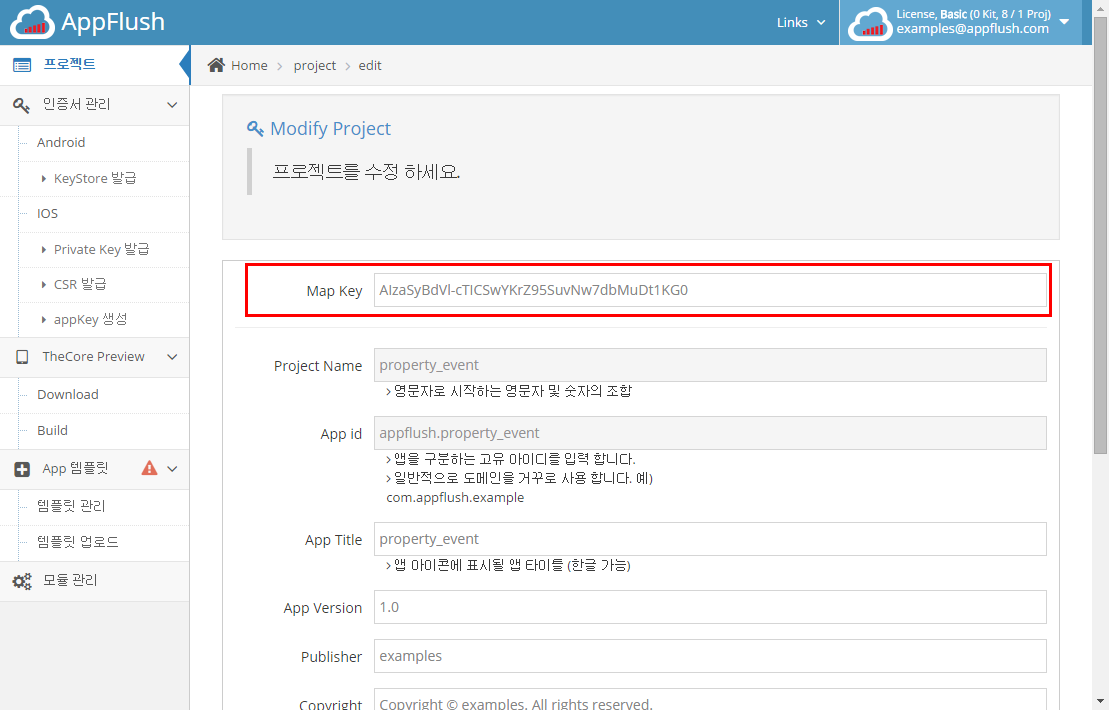 AppFlush
Links
License, Basic (0 Kit, 8 / 1 Proj)
examples@appflush.com
프로젝트
인증서 관리
Android
KeyStore 발급
IOS
Private Key 발급
CSR 발급
appKey 생성
TheCore Preview
Download
Build
App 템플릿
템플릿 관리
템플릿 업로드
모듈 관리
Home > project > edit
Modify Project
프로젝트를 수정 하세요.
Map Key AIzaSyBdVl-cTICSwYKrZ95SuvNw7dbMuDt1KG0
Project Name property_event
> 영문자로 시작하는 영문자 및 숫자의 조합
App id appflush.property_event
> 앱을 구분하는 고유 아이디를 입력 합니다.
> 일반적으로 도메인을 거꾸로 사용 합니다. 예)
com.appflush.example
App Title property_event
> 앱 아이콘에 표시될 앱 타이틀 (한글 가능)
App Version 1.0
Publisher examples
Copyright Copyright © examples. All rights reserved.